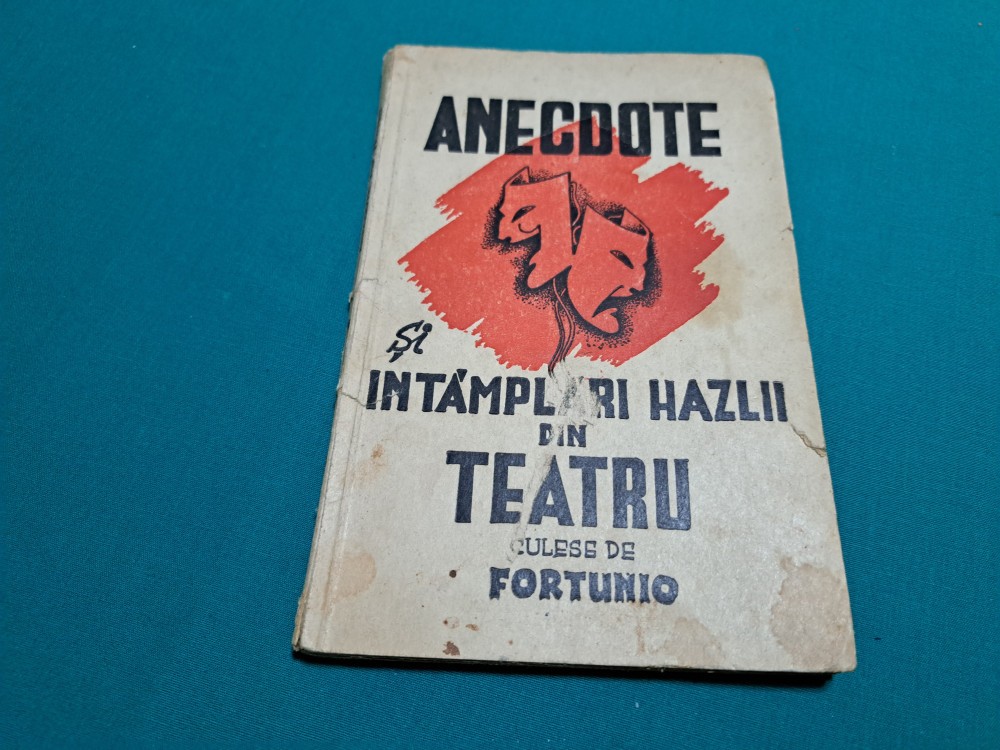 ANECDOTE
Și
INTÂMPLĂRI HAZLII
DIN
TEATRU
CULESE DE
FORTUNIO